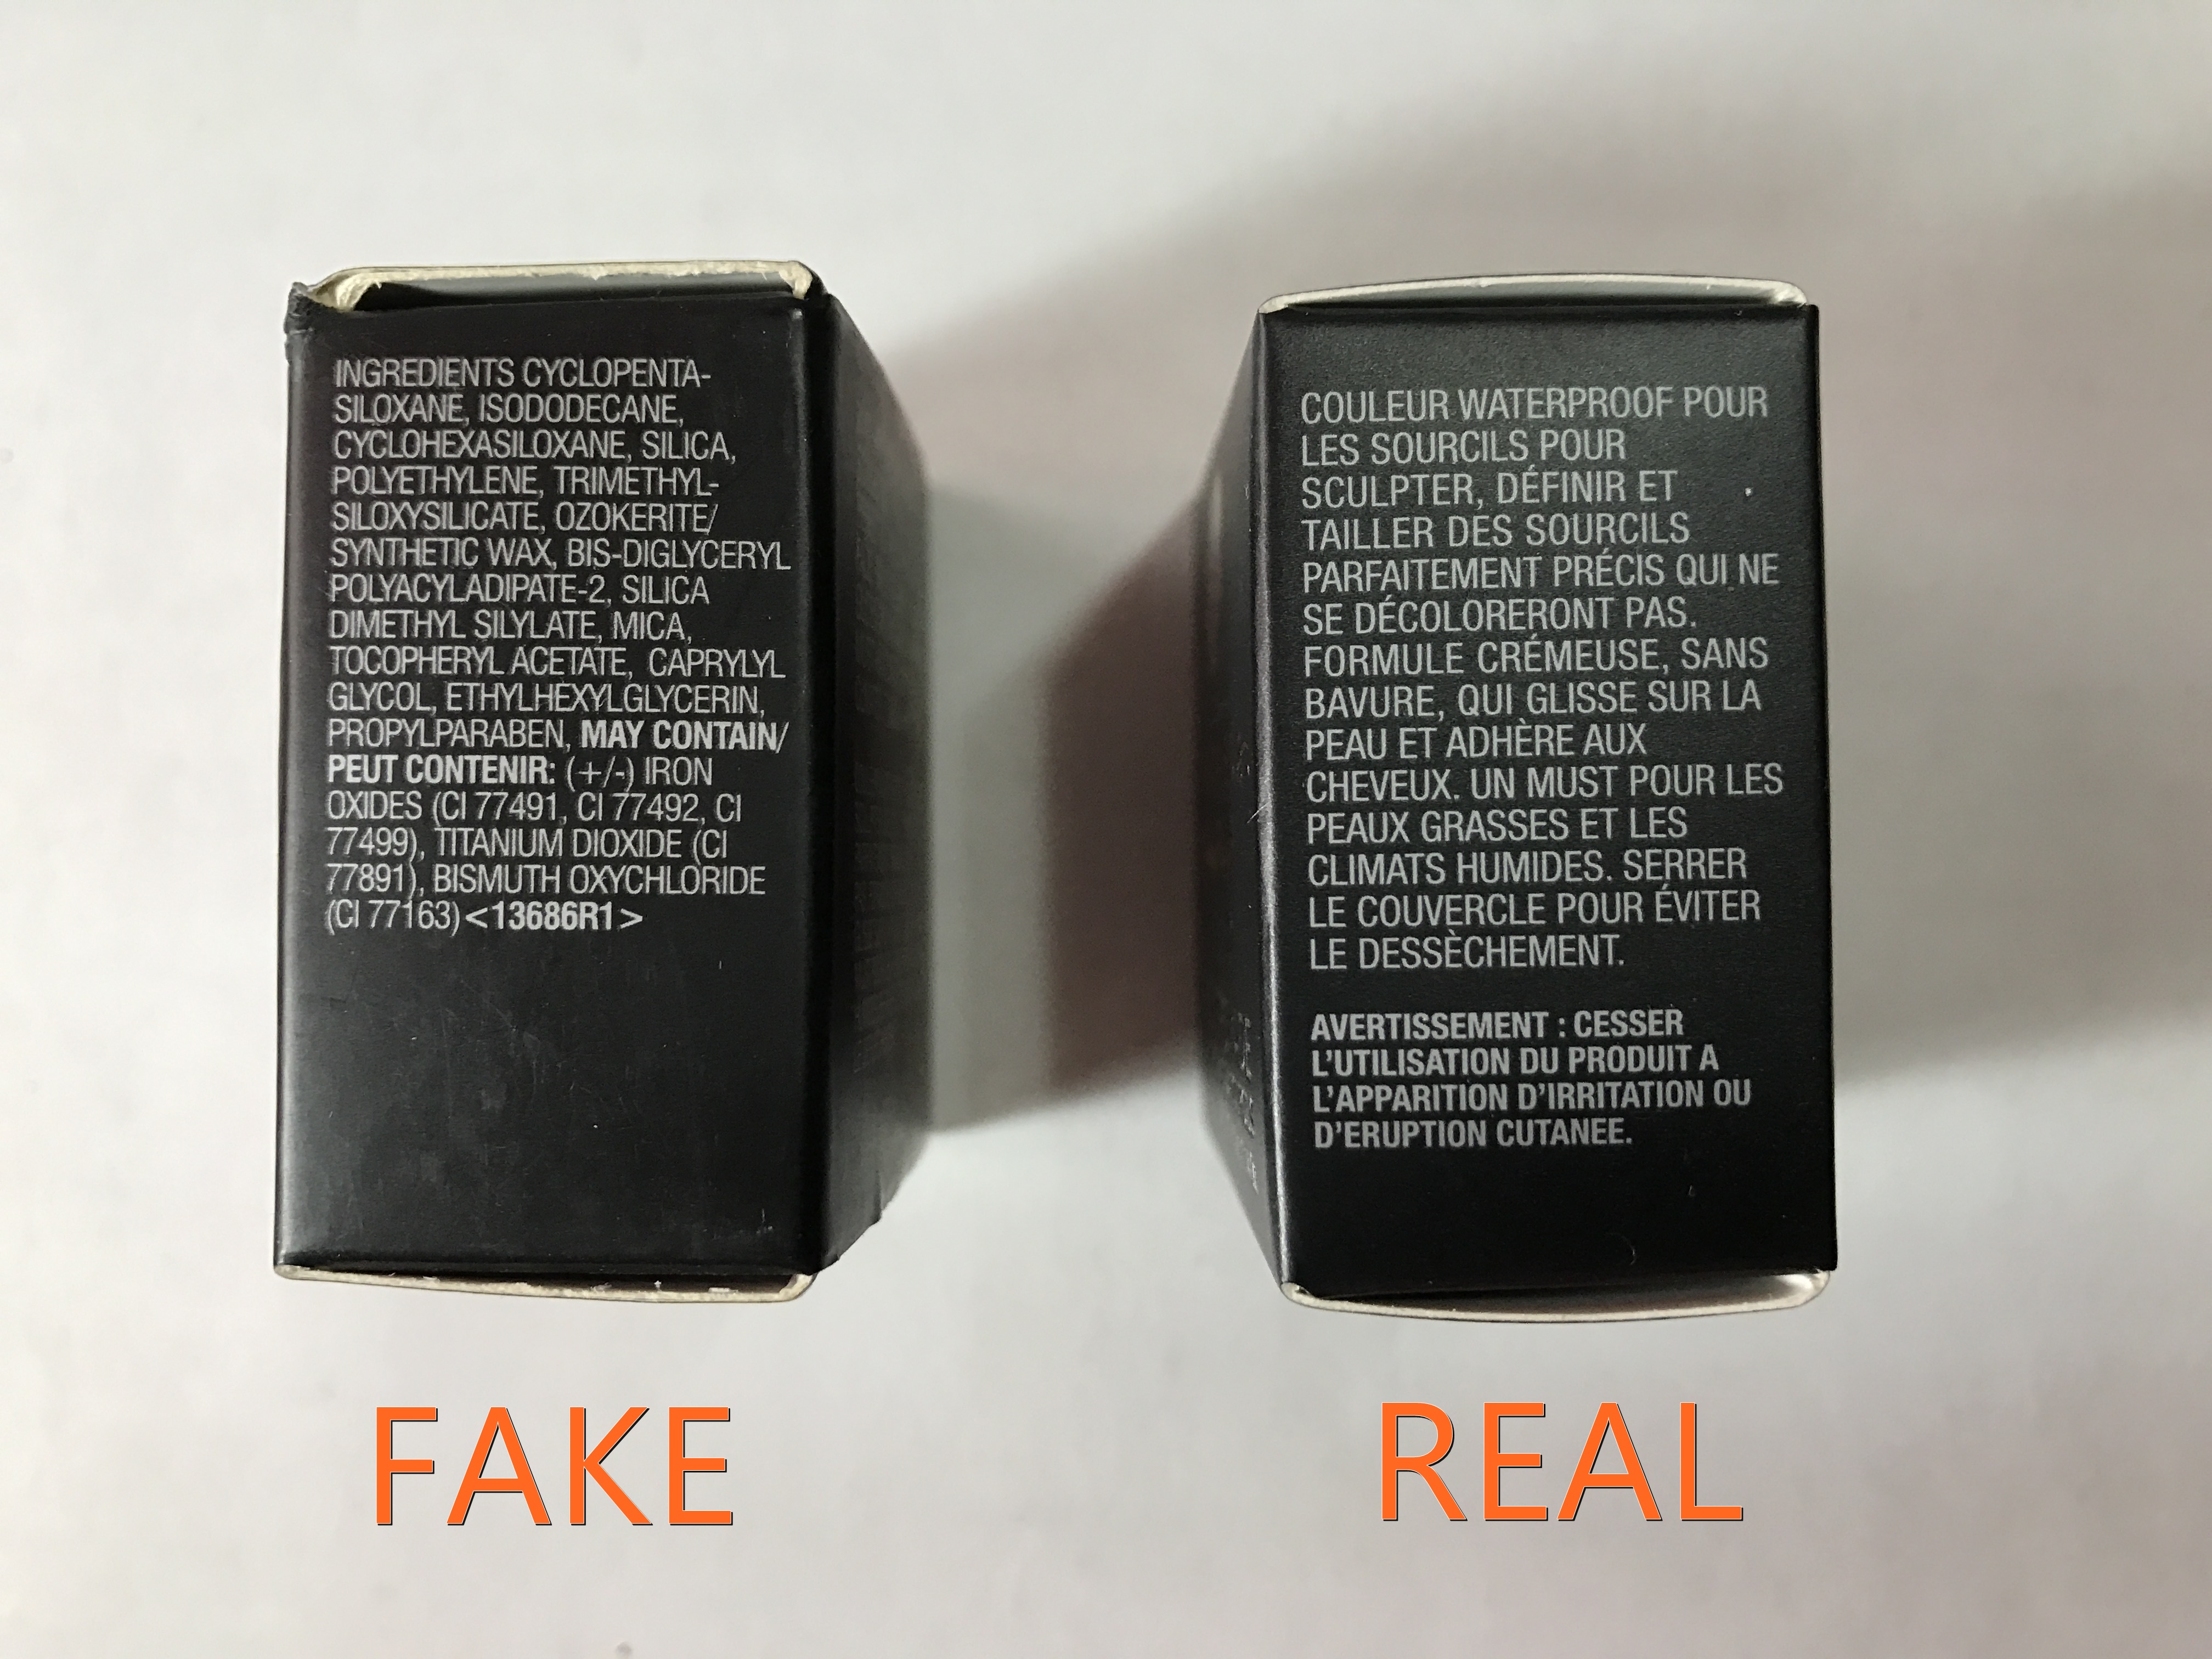 INGREDIENTS CYCLOPENTA-
SILOXANE, ISODODECANE,
CYCLOHEXASILOXANE, SILICA,
POLYETHYLENE, TRIMETHYL-
SILOXYSILICATE, OZOKERITE/
SYNTHETIC WAX, BIS-DIGLYCERYL
POLYACYLADIPATE-2, SILICA
DIMETHYL SILYLATE, MICA,
TOCOPHERYL ACETATE, CAPRYLYL
GLYCOL, ETHYLHEXYLGLYCERIN,
PROPYLPARABEN, MAY CONTAIN/
PEUT CONTENIR: (+/-) IRON
OXIDES (CI 77491, CI 77492, CI
77499), TITANIUM DIOXIDE (CI
77891), BISMUTH OXYCHLORIDE
(CI 77163) <13686R1>
FAKE
COULEUR WATERPROOF POUR
LES SOURCILS POUR
SCULPTER, DÉFINIR ET
TAILLER DES SOURCILS
PARFAITEMENT PRÉCIS QUI NE
SE DÉCOLORERONT PAS.
FORMULE CRÉMEUSE, SANS
BAVURE, QUI GLISSE SUR LA
PEAU ET ADHÈRE AUX
CHEVEUX. UN MUST POUR LES
PEAUX GRASSES ET LES
CLIMATS HUMIDES. SERRER
LE COUVERCLE POUR ÉVITER
LE DESSÈCHEMENT.
AVERTISSEMENT : CESSER
L'UTILISATION DU PRODUIT A
L'APPARITION D'IRRITATION OU
D'ERUPTION CUTANEE.
REAL